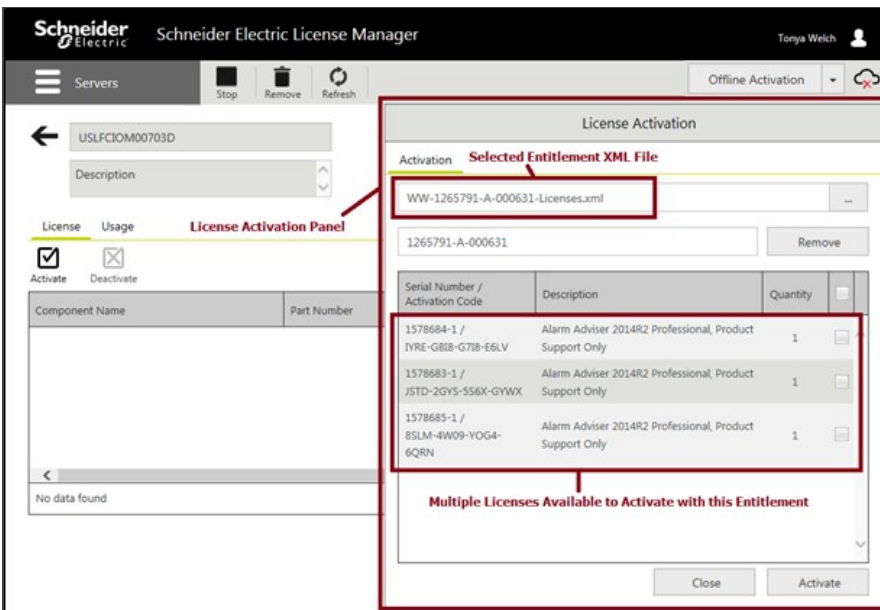 Schneider Electric
Schneider Electric License Manager
Tonya Welch
Servers
Stop
Remove
Refresh
Offline Activation
USLFCIOM00703D
Description
License
Usage
License Activation Panel
Activate
Deactivate
Component Name
Part Number
No data found
License Activation
Activation
Selected Entitlement XML File
WW-1265791-A-000631-Licenses.xml
...
1265791-A-000631
Remove
Serial Number /
Activation Code
Description
Quantity
1578684-1 /
IYRE-GBI8-G7I8-E6LV
Alarm Adviser 2014R2 Professional, Product
Support Only
1
1578683-1 /
JSTD-2GYS-5S6X-GYWX
Alarm Adviser 2014R2 Professional, Product
Support Only
1
1578685-1 /
8SLM-4W09-YOG4-
6QRN
Alarm Adviser 2014R2 Professional, Product
Support Only
1
Multiple Licenses Available to Activate with this Entitlement
Close
Activate